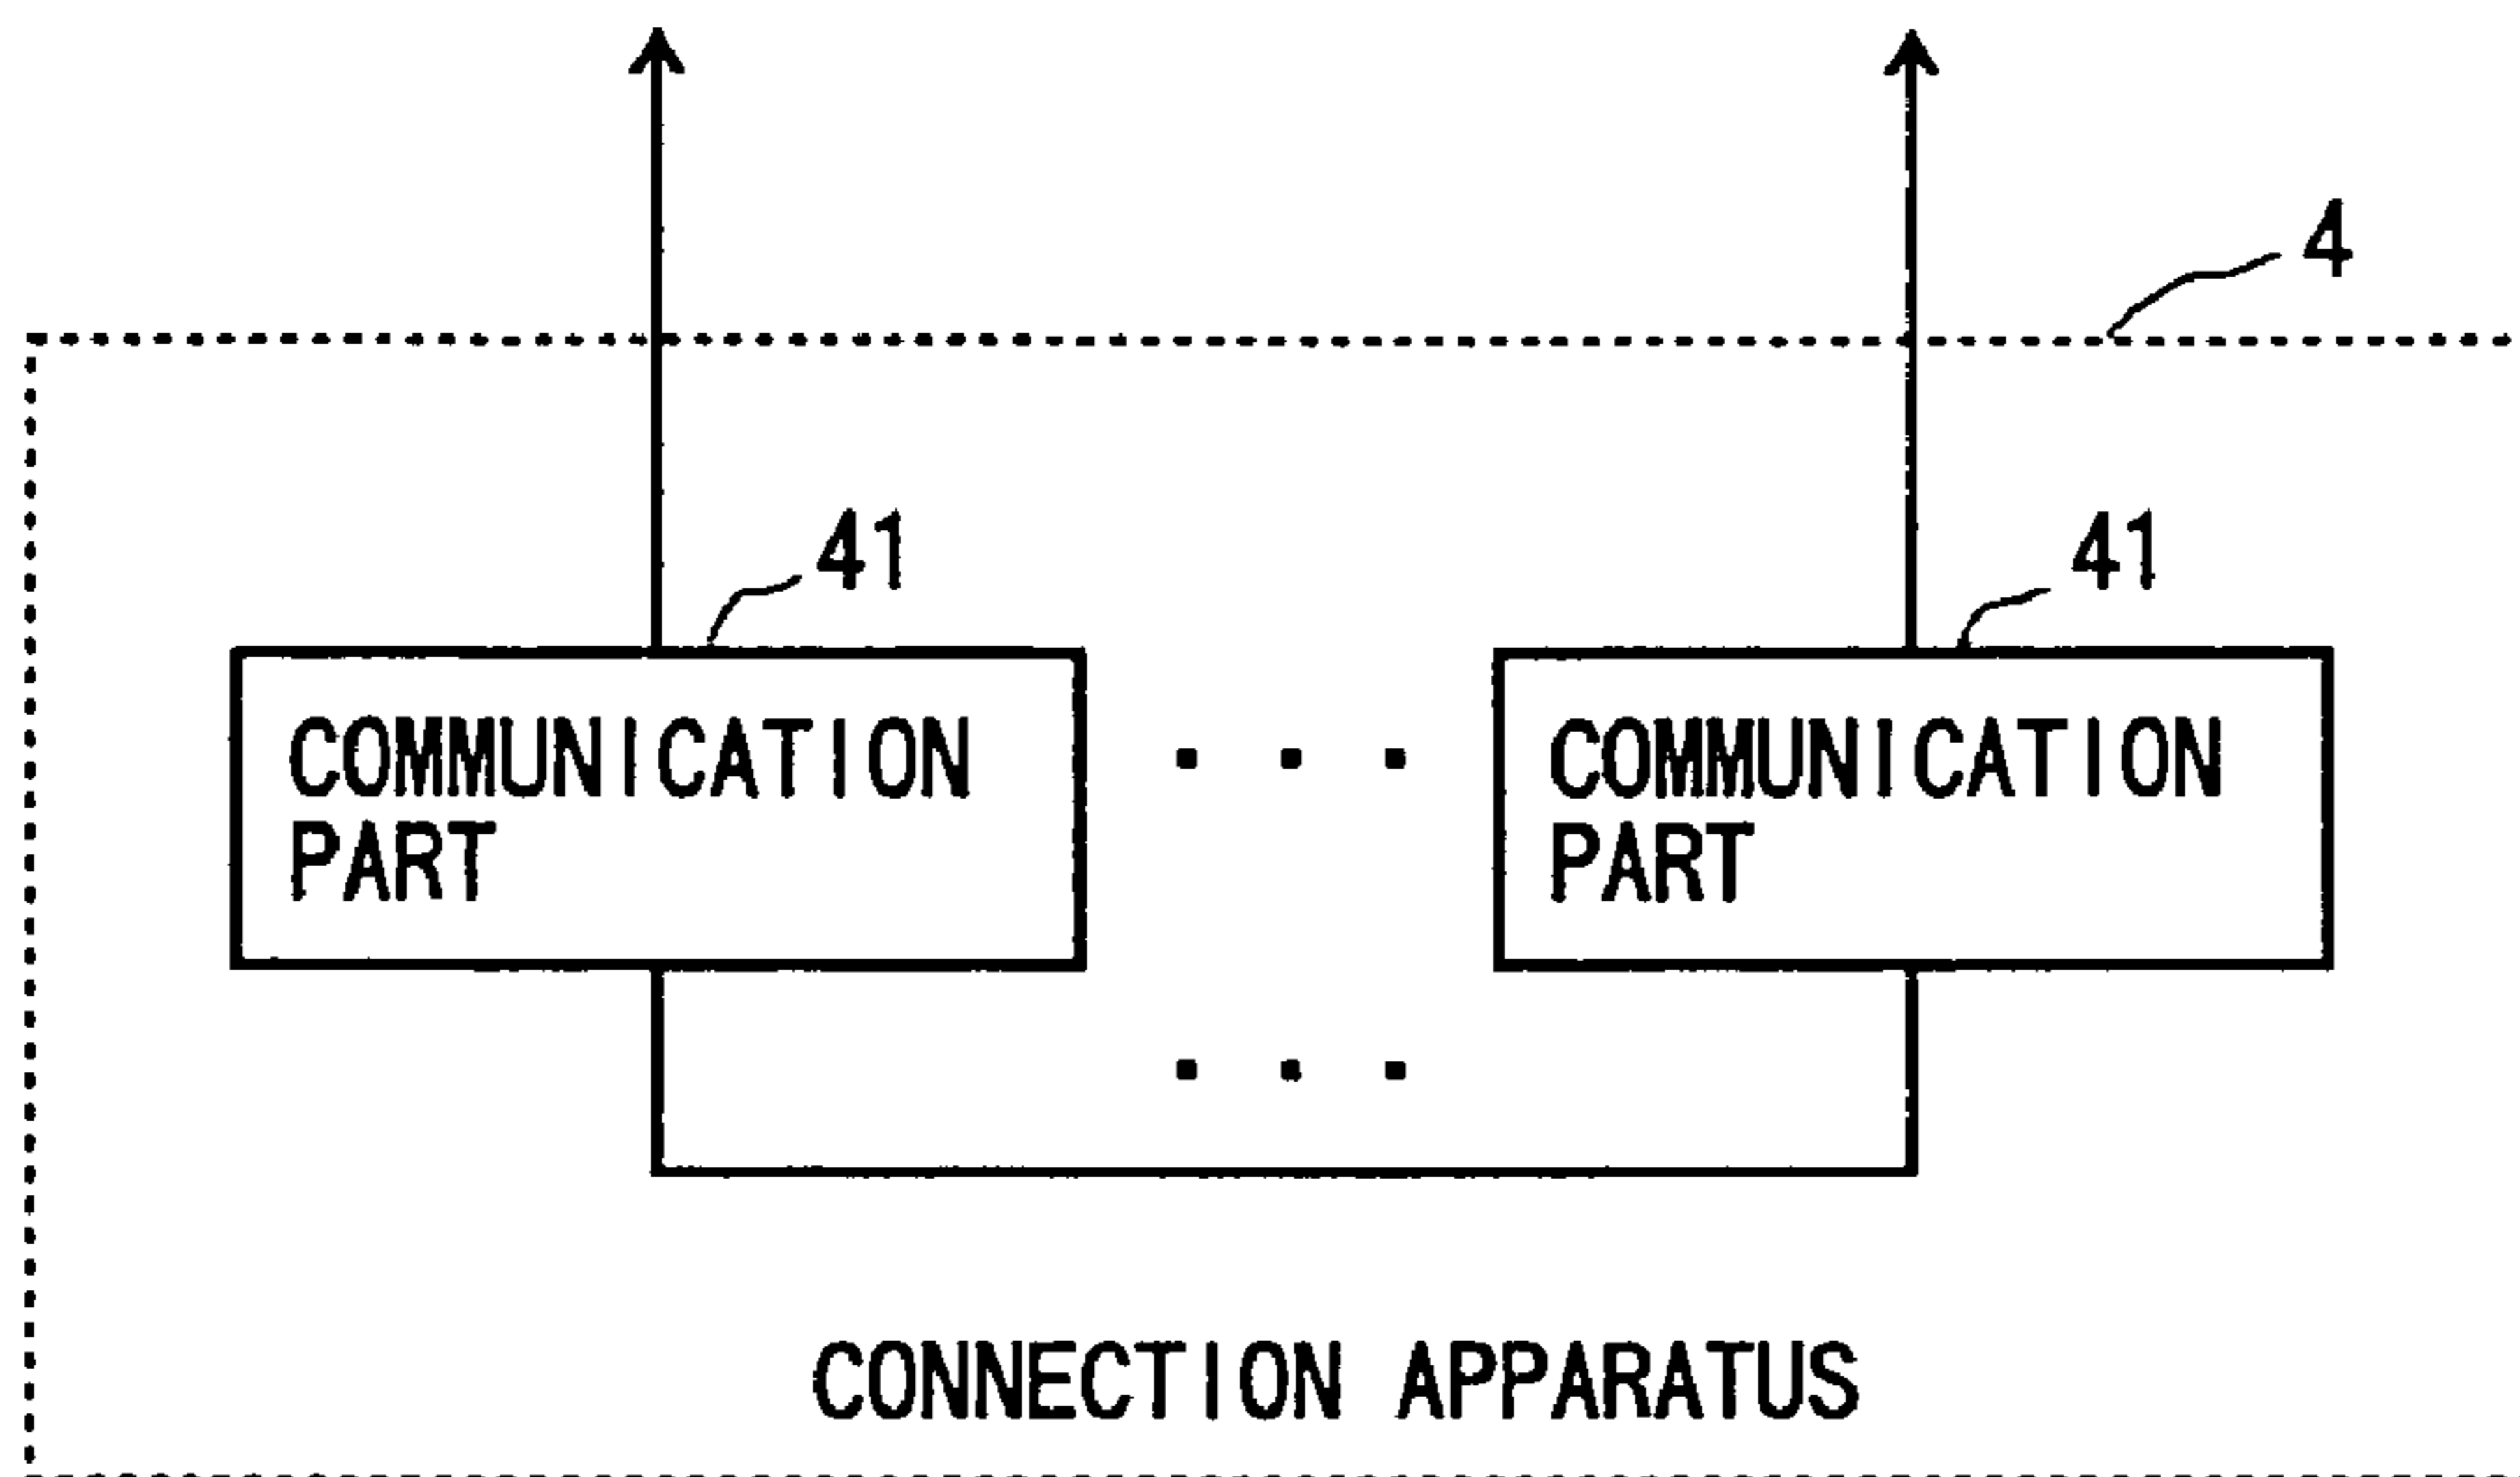 4
41 41
COMMUNICATION PART . . . COMMUNICATION PART
. . .
CONNECTION APPARATUS